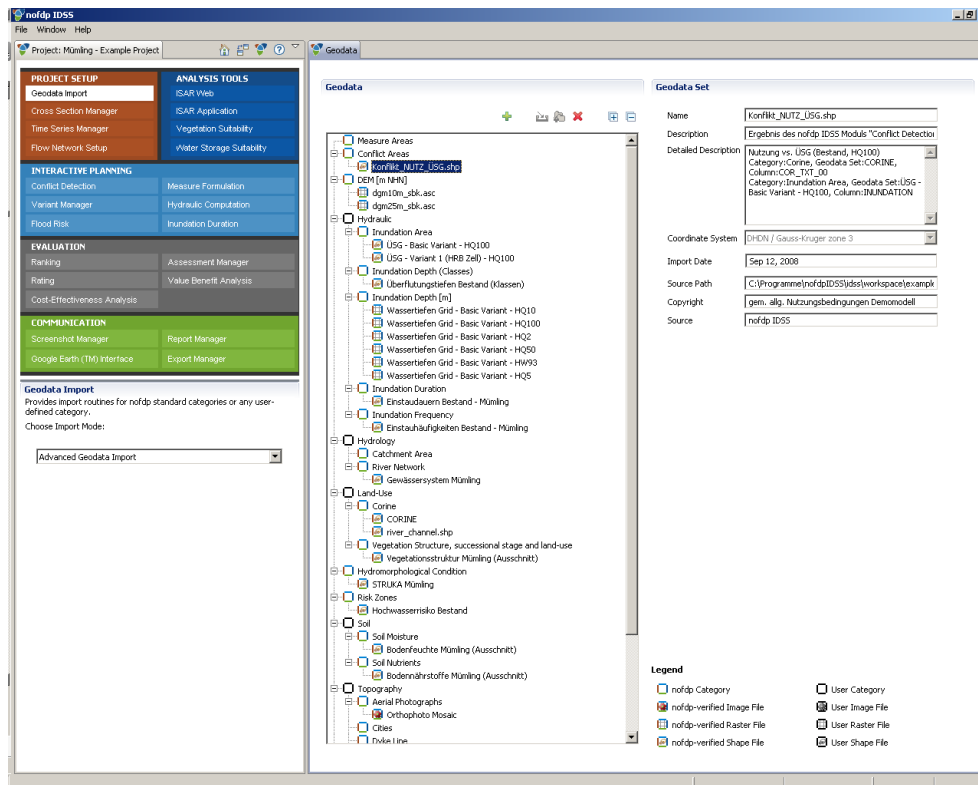 nofdp IDSS
File Window Help
Project: Mümling - Example Project
PROJECT SETUP
Geodata Import
Cross Section Manager
Time Series Manager
Flow Network Setup
ANALYSIS TOOLS
ISAR Web
ISAR Application
Vegetation Suitability
Water Storage Suitability
INTERACTIVE PLANNING
Conflict Detection
Measure Formulation
Variant Manager
Hydraulic Computation
Flood Risk
Inundation Duration
EVALUATION
Ranking
Assessment Manager
Rating
Value Benefit Analysis
Cost-Effectiveness Analysis
COMMUNICATION
Screenshot Manager
Report Manager
Google Earth (TM) Interface
Export Manager
Geodata Import
Provides import routines for nofdp standard categories or any user-
defined category.
Choose Import Mode:
Advanced Geodata Import
Geodata
Geodata
Measure Areas
Conflict Areas
Konflikt_NUTZ_ÜSG.shp
DEM [m NHN]
dgm10m_sbk.asc
dgm25m_sbk.asc
Hydraulic
Inundation Area
ÜSG - Basic Variant - HQ100
ÜSG - Variant 1 (HRB Zell) - HQ100
Inundation Depth (Classes)
Überflutungstiefen Bestand (Klassen)
Inundation Depth [m]
Wassertiefen Grid - Basic Variant - HQ10
Wassertiefen Grid - Basic Variant - HQ100
Wassertiefen Grid - Basic Variant - HQ2
Wassertiefen Grid - Basic Variant - HQ50
Wassertiefen Grid - Basic Variant - HW93
Wassertiefen Grid - Basic Variant - HQ5
Inundation Duration
Einstaudauern Bestand - Mümling
Inundation Frequency
Einstauhäufigkeiten Bestand - Mümling
Hydrology
Catchment Area
River Network
Gewässersystem Mümling
Land-Use
Corine
CORINE
river_channel.shp
Vegetation Structure, successional stage and land-use
Vegetationsstruktur Mümling (Ausschnitt)
Hydromorphological Condition
STRUKA Mümling
Risk Zones
Hochwasserrisiko Bestand
Soil
Soil Moisture
Bodenfeuchte Mümling (Ausschnitt)
Soil Nutrients
Bodennährstoffe Mümling (Ausschnitt)
Topography
Aerial Photographs
Orthophoto Mosaic
Cities
Dyke Line
Geodata Set
Name
Konflikt_NUTZ_ÜSG.shp
Description
Ergebnis des nofdp IDSS Moduls "Conflict Detection
Detailed Description
Nutzung vs. ÜSG (Bestand, HQ100)
Category:Corine, Geodata Set:CORINE,
Column:COR_TXT_00
Category:Inundation Area, Geodata Set:ÜSG -
Basic Variant - HQ100, Column:INUNDATION
Coordinate System
DHDN / Gauss-Kruger zone 3
Import Date
Sep 12, 2008
Source Path
C:\Programme\nofdpIDSS\idss\workspace\example
Copyright
gem. allg. Nutzungsbedingungen Demomodell
Source
nofdp IDSS
Legend
nofdp Category
User Category
nofdp-verified Image File
User Image File
nofdp-verified Raster File
User Raster File
nofdp-verified Shape File
User Shape File